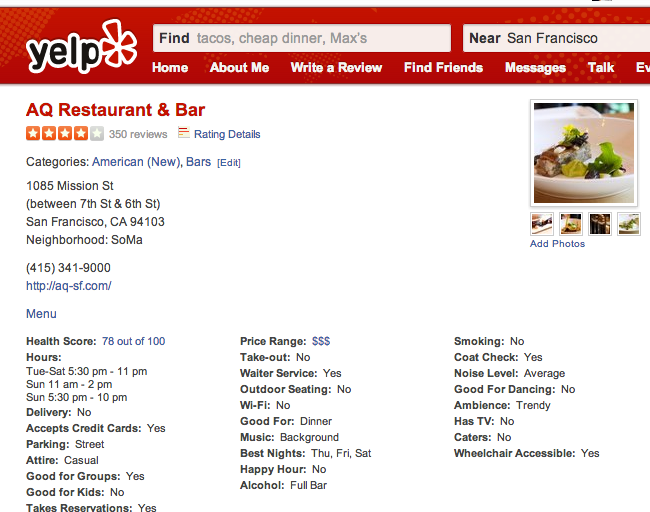 yelp
Find tacos, cheap dinner, Max's
Near San Francisco
Home About Me Write a Review Find Friends Messages Talk
AQ Restaurant & Bar
350 reviews Rating Details
Categories: American (New), Bars [Edit]
1085 Mission St
(between 7th St & 6th St)
San Francisco, CA 94103
Neighborhood: SoMa
(415) 341-9000
http://aq-sf.com/
Menu
Add Photos
Health Score: 78 out of 100
Hours:
Tue-Sat 5:30 pm - 11 pm
Sun 11 am - 2 pm
Sun 5:30 pm - 10 pm
Delivery: No
Accepts Credit Cards: Yes
Parking: Street
Attire: Casual
Good for Groups: Yes
Good for Kids: No
Takes Reservations: Yes
Price Range: $$$
Take-out: No
Waiter Service: Yes
Outdoor Seating: No
Wi-Fi: No
Good For: Dinner
Music: Background
Best Nights: Thu, Fri, Sat
Happy Hour: No
Alcohol: Full Bar
Smoking: No
Coat Check: Yes
Noise Level: Average
Good For Dancing: No
Ambience: Trendy
Has TV: No
Caters: No
Wheelchair Accessible: Yes